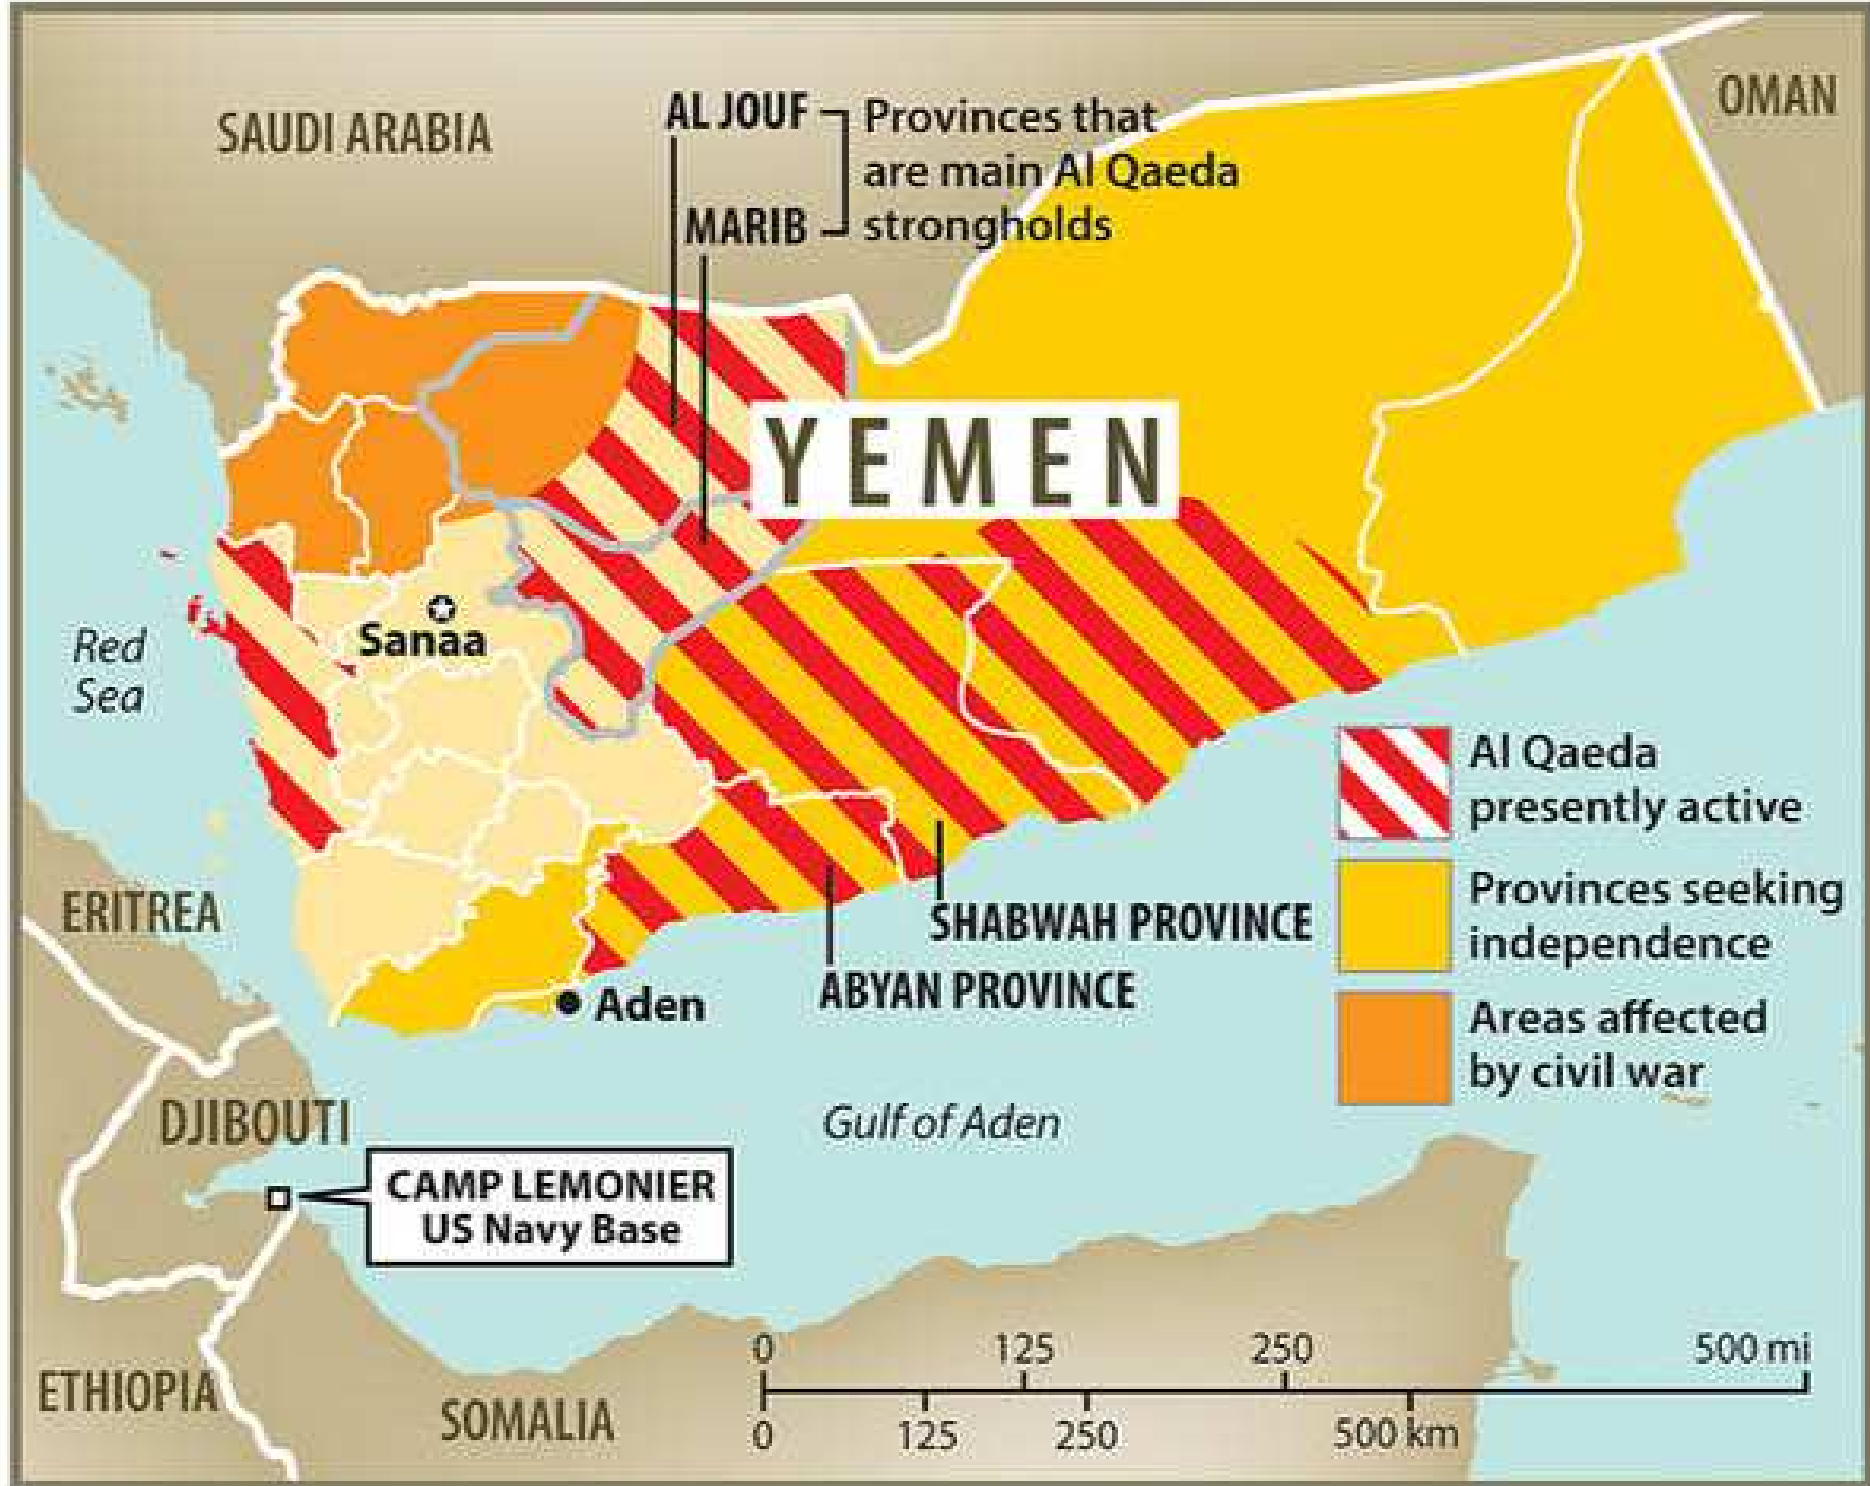 SAUDI ARABIA
AL JOUF
MARIB
Provinces that
are main Al Qaeda
strongholds
OMAN
YEMEN
Sanaa
Red
Sea
Al Qaeda
presently active
Provinces seeking
independence
Areas affected
by civil war
ERITREA
SHABWAH PROVINCE
ABYAN PROVINCE
Aden
DJIBOUTI
Gulf of Aden
CAMP LEMONIER
US Navy Base
ETHIOPIA
SOMALIA
0 125 250 500 mi
0 125 250 500 km